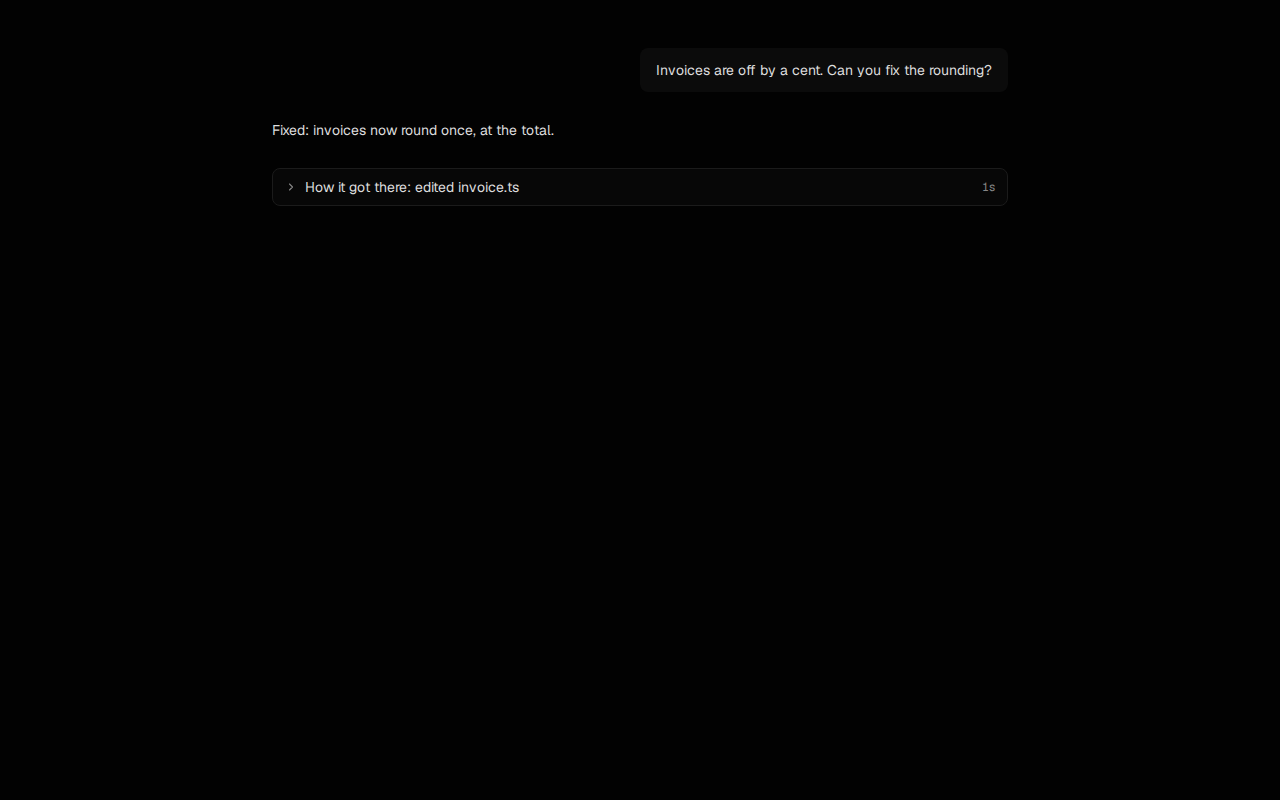 Invoices are off by a cent. Can you fix the rounding?
Fixed: invoices now round once, at the total.
How it got there: edited invoice.ts 1s